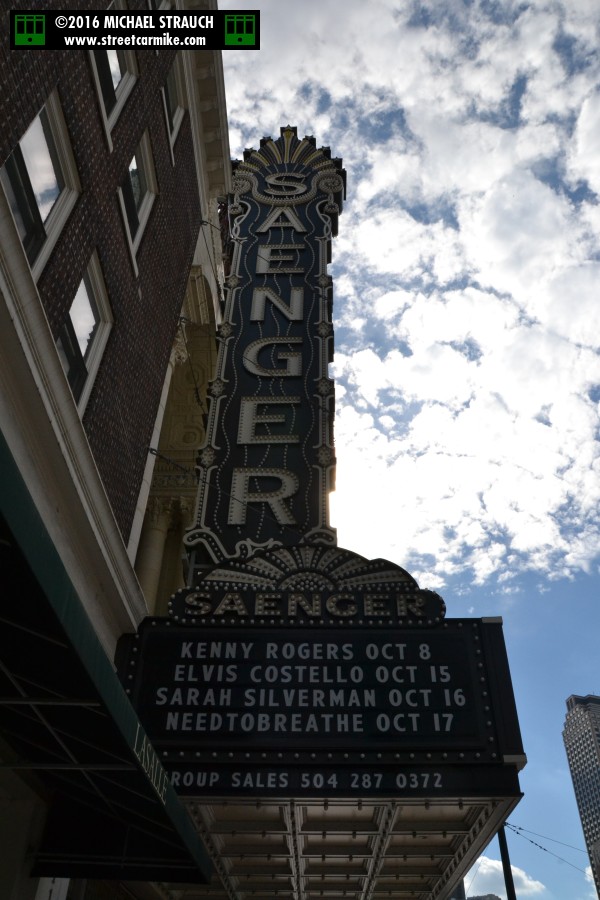 ©2016 MICHAEL STRAUCH
www.streetcarmike.com
SAENGER
SAENGER
KENNY ROGERS OCT 8
ELVIS COSTELLO OCT 15
SARAH SILVERMAN OCT 16
NEEDTOBREATHE OCT 17
ROUP SALES 504 287 0372
LASALLE